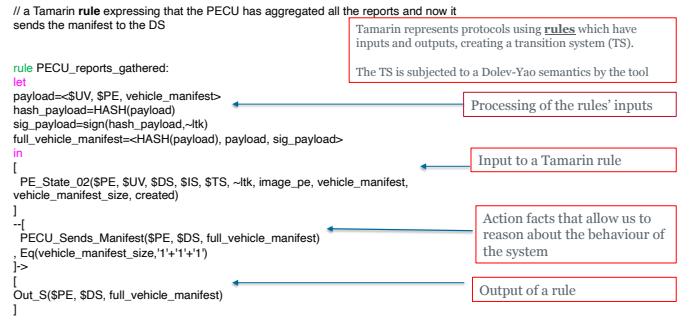 // a Tamarin rule expressing that the PECU has aggregated all the reports and now it
sends the manifest to the DS
Tamarin represents protocols using rules which have
inputs and outputs, creating a transition system (TS).
The TS is subjected to a Dolev-Yao semantics by the tool
rule PECU_reports_gathered:
let
payload=<$UV, $PE, vehicle_manifest>
hash_payload=HASH(payload)
sig_payload=sign(hash_payload,~ltk)
full_vehicle_manifest=<HASH(payload), payload, sig_payload>
Processing of the rules' inputs
in
[
PE_State_02($PE, $UV, $DS, $IS, $TS, ~ltk, image_pe, vehicle_manifest,
vehicle_manifest_size, created)
]
Input to a Tamarin rule
--[
PECU_Sends_Manifest($PE, $DS, full_vehicle_manifest)
, Eq(vehicle_manifest_size,'1'+'1'+'1')
]->
Action facts that allow us to
reason about the behaviour of
the system
[
Out_S($PE, $DS, full_vehicle_manifest)
]
Output of a rule